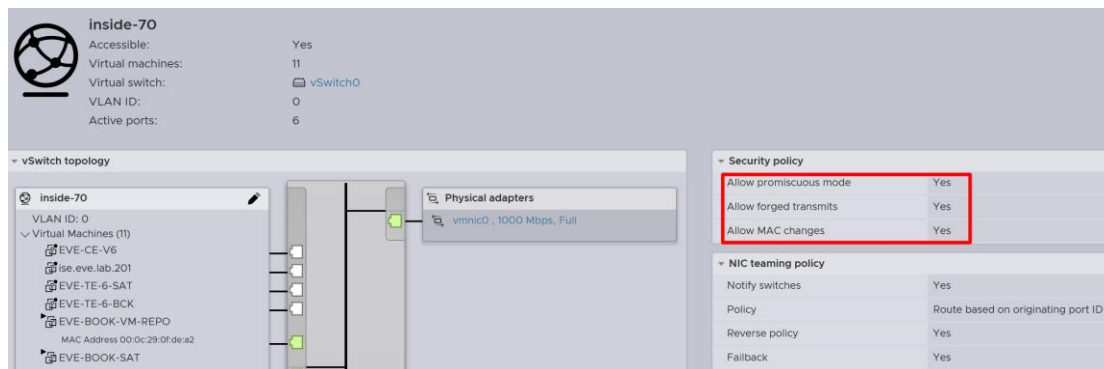 inside-70
Accessible: Yes
Virtual machines: 11
Virtual switch: vSwitch0
VLAN ID: 0
Active ports: 6
vSwitch topology
inside-70
VLAN ID: 0
Virtual Machines (11)
EVE-CE-V6
ise.eve.lab.201
EVE-TE-6-SAT
EVE-TE-6-BCK
EVE-BOOK-VM-REPO
MAC Address 00:0c:29:0f:de:a2
EVE-BOOK-SAT
Physical adapters
vmnic0 , 1000 Mbps, Full
Security policy
Allow promiscuous mode Yes
Allow forged transmits Yes
Allow MAC changes Yes
NIC teaming policy
Notify switches Yes
Policy Route based on originating port ID
Reverse policy Yes
Failback Yes